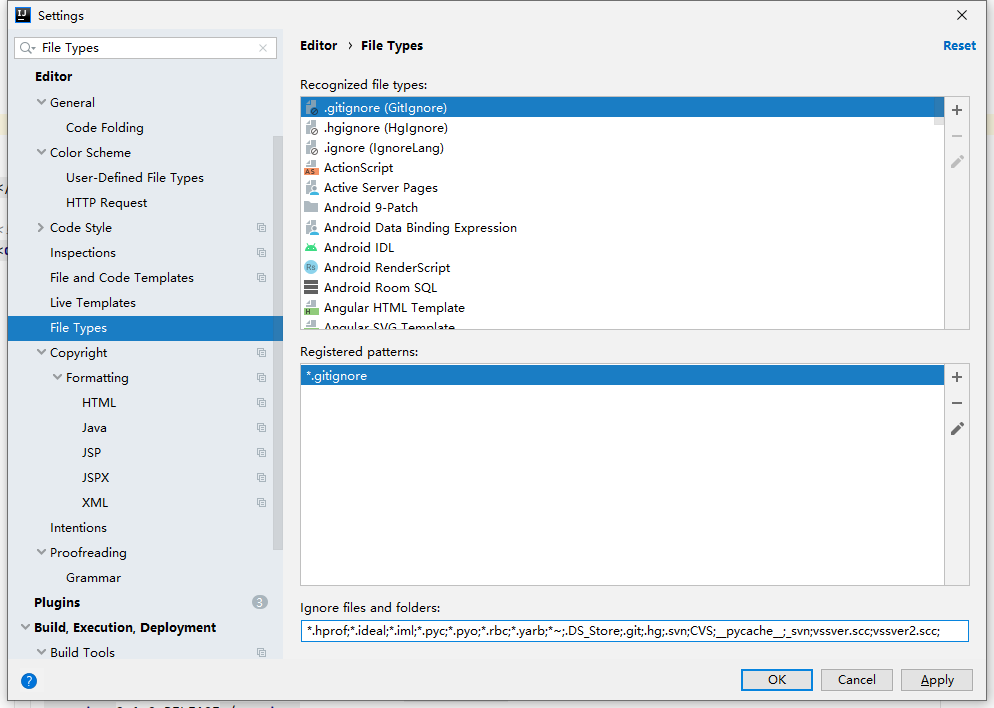 Settings
File Types
Editor
General
Code Folding
Color Scheme
User-Defined File Types
HTTP Request
Code Style
Inspections
File and Code Templates
Live Templates
File Types
Copyright
Formatting
HTML
Java
JSP
JSPX
XML
Intentions
Proofreading
Grammar
Plugins 3
Build, Execution, Deployment
Build Tools
?
Editor › File Types
Reset
Recognized file types:
.gitignore (GitIgnore)
.hgignore (HgIgnore)
.ignore (IgnoreLang)
ActionScript
Active Server Pages
Android 9-Patch
Android Data Binding Expression
Android IDL
Android RenderScript
Android Room SQL
Angular HTML Template
Angular SVG Template
Registered patterns:
*.gitignore
Ignore files and folders:
*.hprof;*.ideal;*.iml;*.pyc;*.pyo;*.rbc;*.yarb;*~;.DS_Store;.git;.hg;.svn;CVS;__pycache__;_svn;vssver.scc;vssver2.scc;
OK
Cancel
Apply